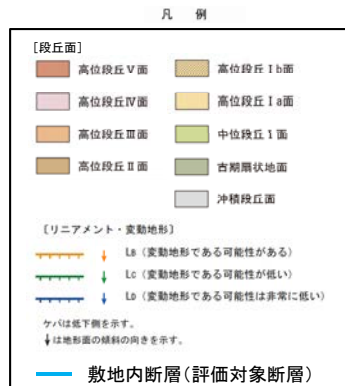 凡 例
[段丘面]
高位段丘Ⅴ面 高位段丘Ⅰb面
高位段丘Ⅳ面 高位段丘Ⅰa面
高位段丘Ⅲ面 中位段丘Ⅰ面
高位段丘Ⅱ面 古期扇状地面
沖積段丘面
〔リニアメント・変動地形〕
LB (変動地形である可能性がある)
LC (変動地形である可能性が低い)
LD (変動地形である可能性は非常に低い)
ケバは低下側を示す。
↓は地形面の傾斜の向きを示す。
敷地内断層(評価対象断層)